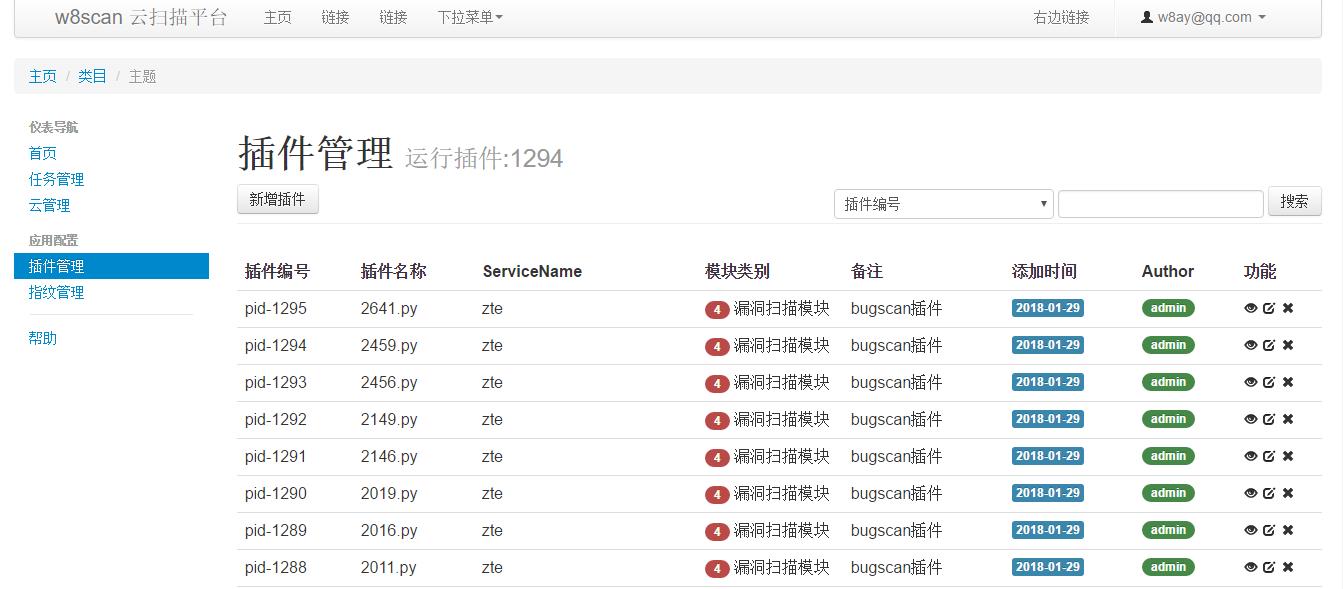 w8scan 云扫描平台 主页 链接 链接 下拉菜单 右边链接 w8ay@qq.com
主页 / 类目 / 主题
仪表导航
首页
任务管理
云管理
应用配置
插件管理
指纹管理
帮助
插件管理 运行插件:1294
新增插件 插件编号 搜索
插件编号 插件名称 ServiceName 模块类别 备注 添加时间 Author 功能
pid-1295 2641.py zte 4 漏洞扫描模块 bugscan插件 2018-01-29 admin
pid-1294 2459.py zte 4 漏洞扫描模块 bugscan插件 2018-01-29 admin
pid-1293 2456.py zte 4 漏洞扫描模块 bugscan插件 2018-01-29 admin
pid-1292 2149.py zte 4 漏洞扫描模块 bugscan插件 2018-01-29 admin
pid-1291 2146.py zte 4 漏洞扫描模块 bugscan插件 2018-01-29 admin
pid-1290 2019.py zte 4 漏洞扫描模块 bugscan插件 2018-01-29 admin
pid-1289 2016.py zte 4 漏洞扫描模块 bugscan插件 2018-01-29 admin
pid-1288 2011.py zte 4 漏洞扫描模块 bugscan插件 2018-01-29 admin